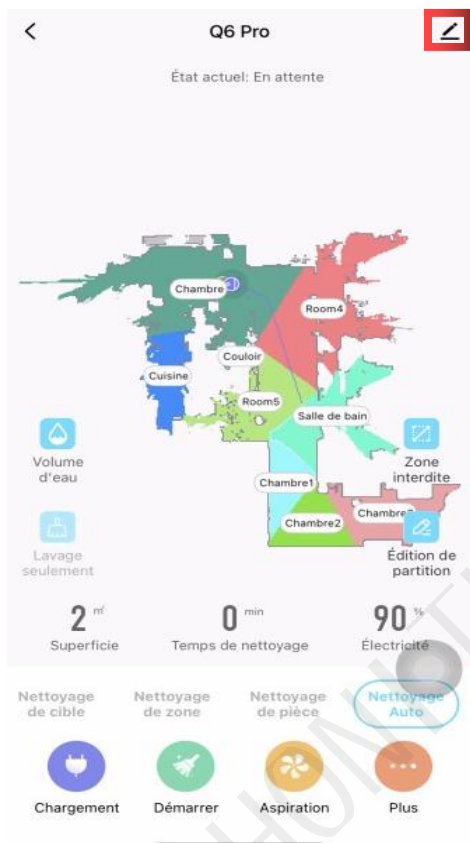 Q6 Pro
État actuel: En attente
Chambre
Room4
Couloir
Cuisine
Room5
Salle de bain
Volume
d'eau
Zone
interdite
Chambre1
Chambre2
Lavage
seulement
Édition de
partition
2 ㎡
0 min
90 %
Superficie
Temps de nettoyage
Électricité
Nettoyage
de cible
Nettoyage
de zone
Nettoyage
de pièce
Nettoyage
Auto
Chargement
Démarrer
Aspiration
Plus